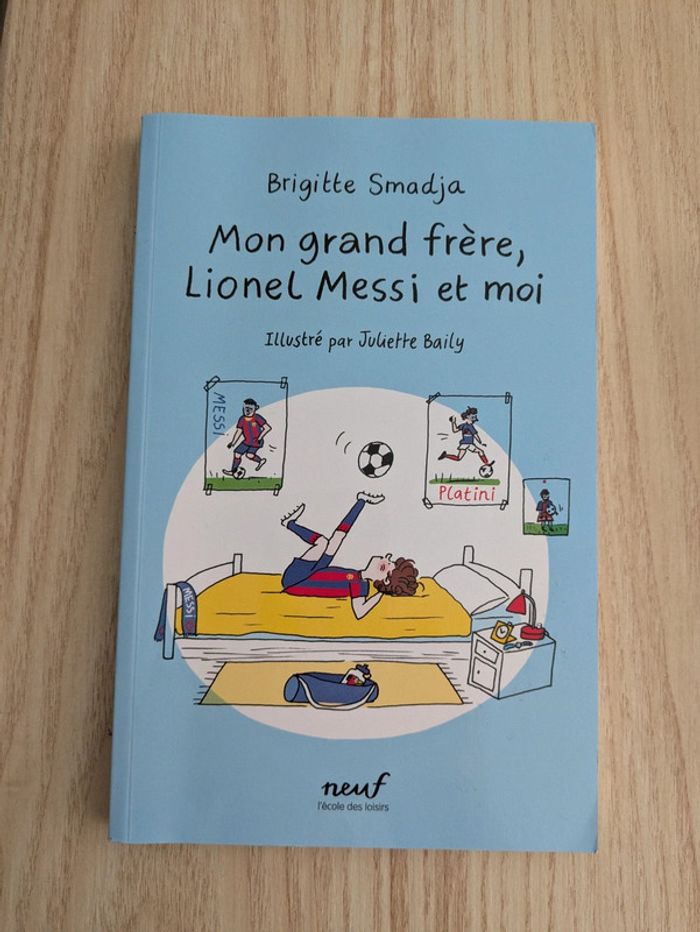 Brigitte Smadja
Mon grand frère,
Lionel Messi et moi
Illustré par Juliette Baily
MESSI
Platini
MESSI
neuf
l'école des loisirs